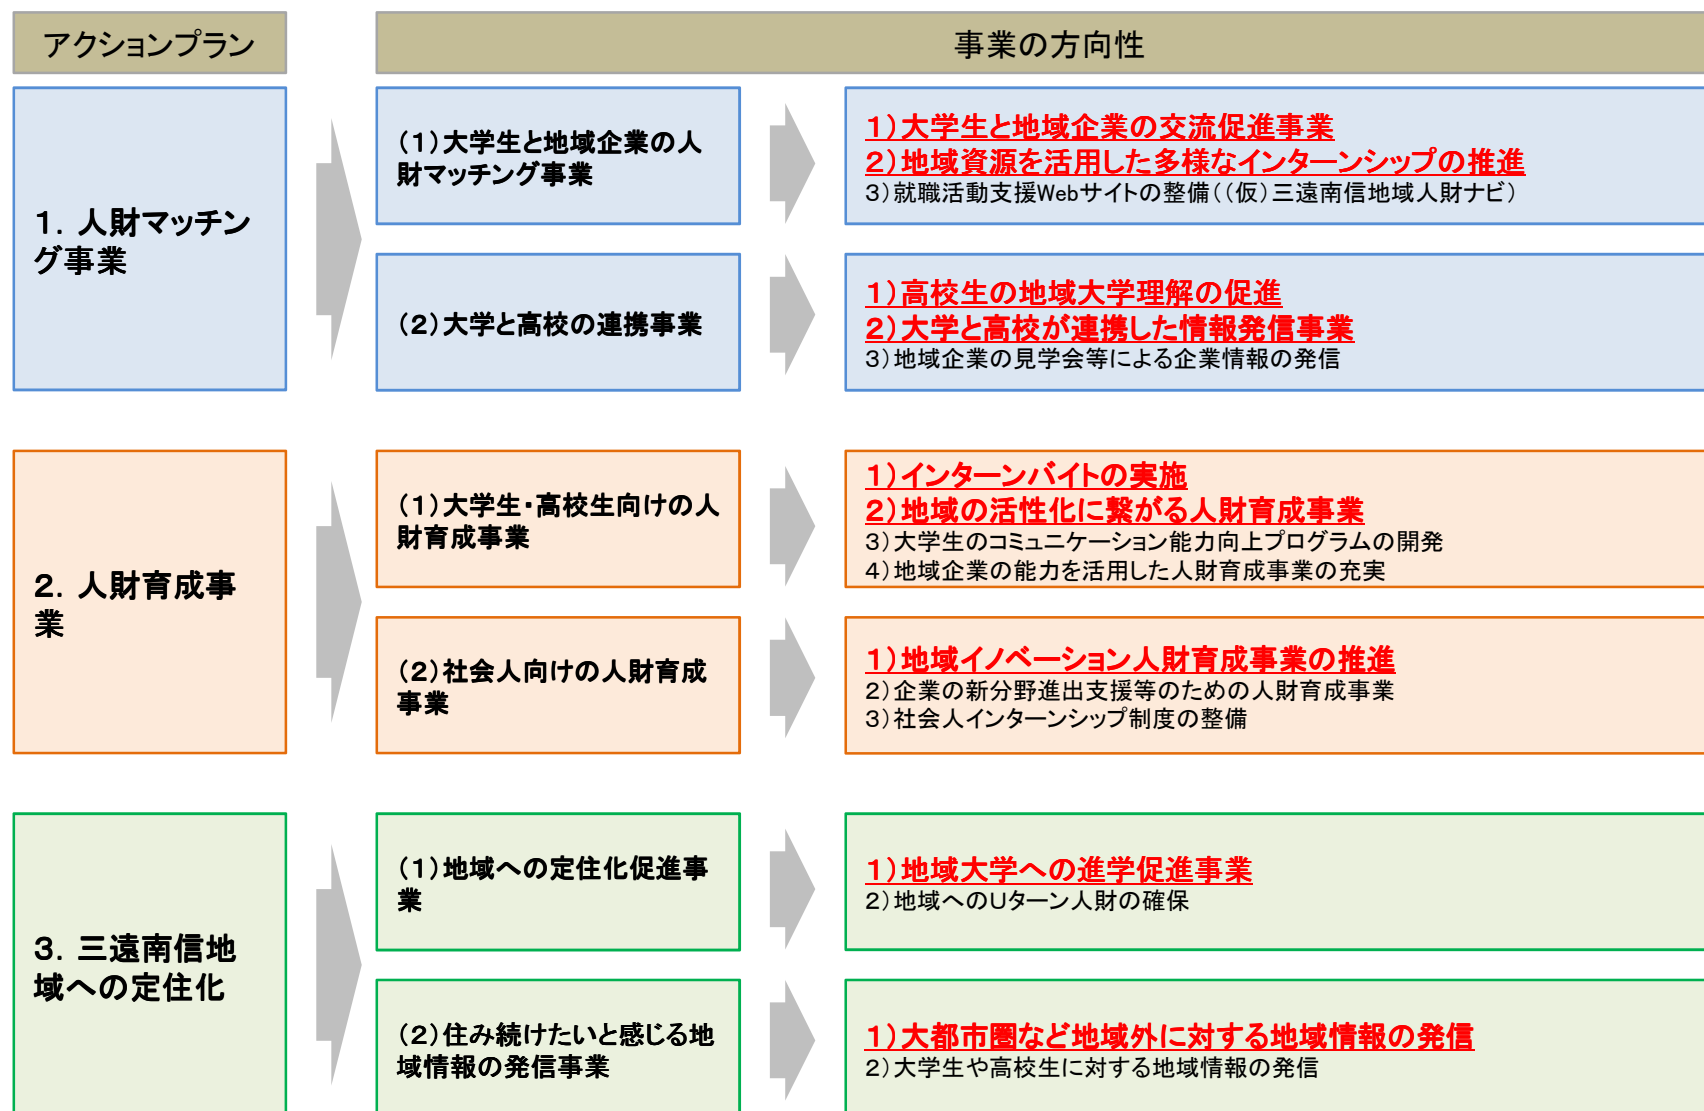 アクションプラン
事業の方向性
1．人財マッチン
グ事業
（1）大学生と地域企業の人
財マッチング事業
1）大学生と地域企業の交流促進事業
2）地域資源を活用した多様なインターンシップの推進
3）就職活動支援Webサイトの整備（（仮）三遠南信地域人財ナビ）
（2）大学と高校の連携事業
1）高校生の地域大学理解の促進
2）大学と高校が連携した情報発信事業
3）地域企業の見学会等による企業情報の発信
2．人財育成事
業
（1）大学生・高校生向けの人
財育成事業
1）インターンバイトの実施
2）地域の活性化に繋がる人財育成事業
3）大学生のコミュニケーション能力向上プログラムの開発
4）地域企業の能力を活用した人財育成事業の充実
（2）社会人向けの人財育成
事業
1）地域イノベーション人財育成事業の推進
2）企業の新分野進出支援等のための人財育成事業
3）社会人インターンシップ制度の整備
3．三遠南信地
域への定住化
（1）地域への定住化促進事
業
1）地域大学への進学促進事業
2）地域へのUターン人財の確保
（2）住み続けたいと感じる地
域情報の発信事業
1）大都市圏など地域外に対する地域情報の発信
2）大学生や高校生に対する地域情報の発信